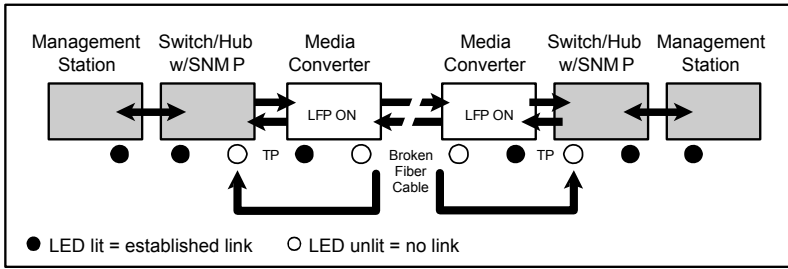 Management Station
Switch/Hub w/SNM P
Media Converter
Media Converter
Switch/Hub w/SNM P
Management Station
LFP ON
LFP ON
TP
Broken Fiber Cable
TP
LED lit = established link
LED unlit = no link